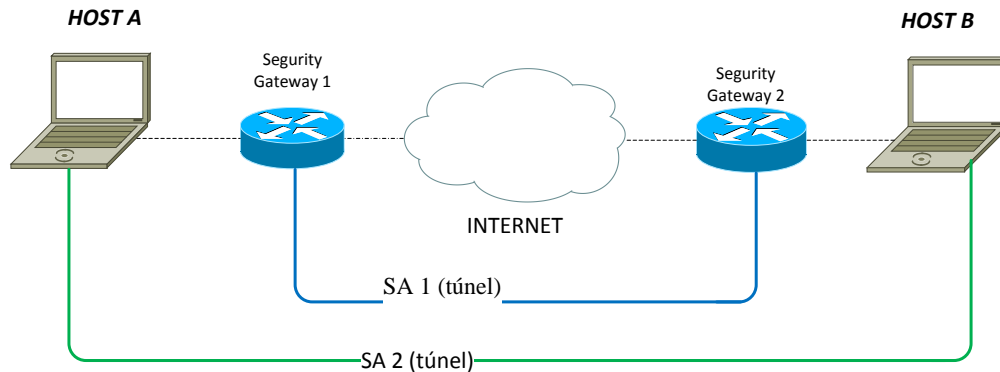 HOST A
HOST B
Segurity
Gateway 1
Segurity
Gateway 2
INTERNET
SA 1 (túnel)
SA 2 (túnel)